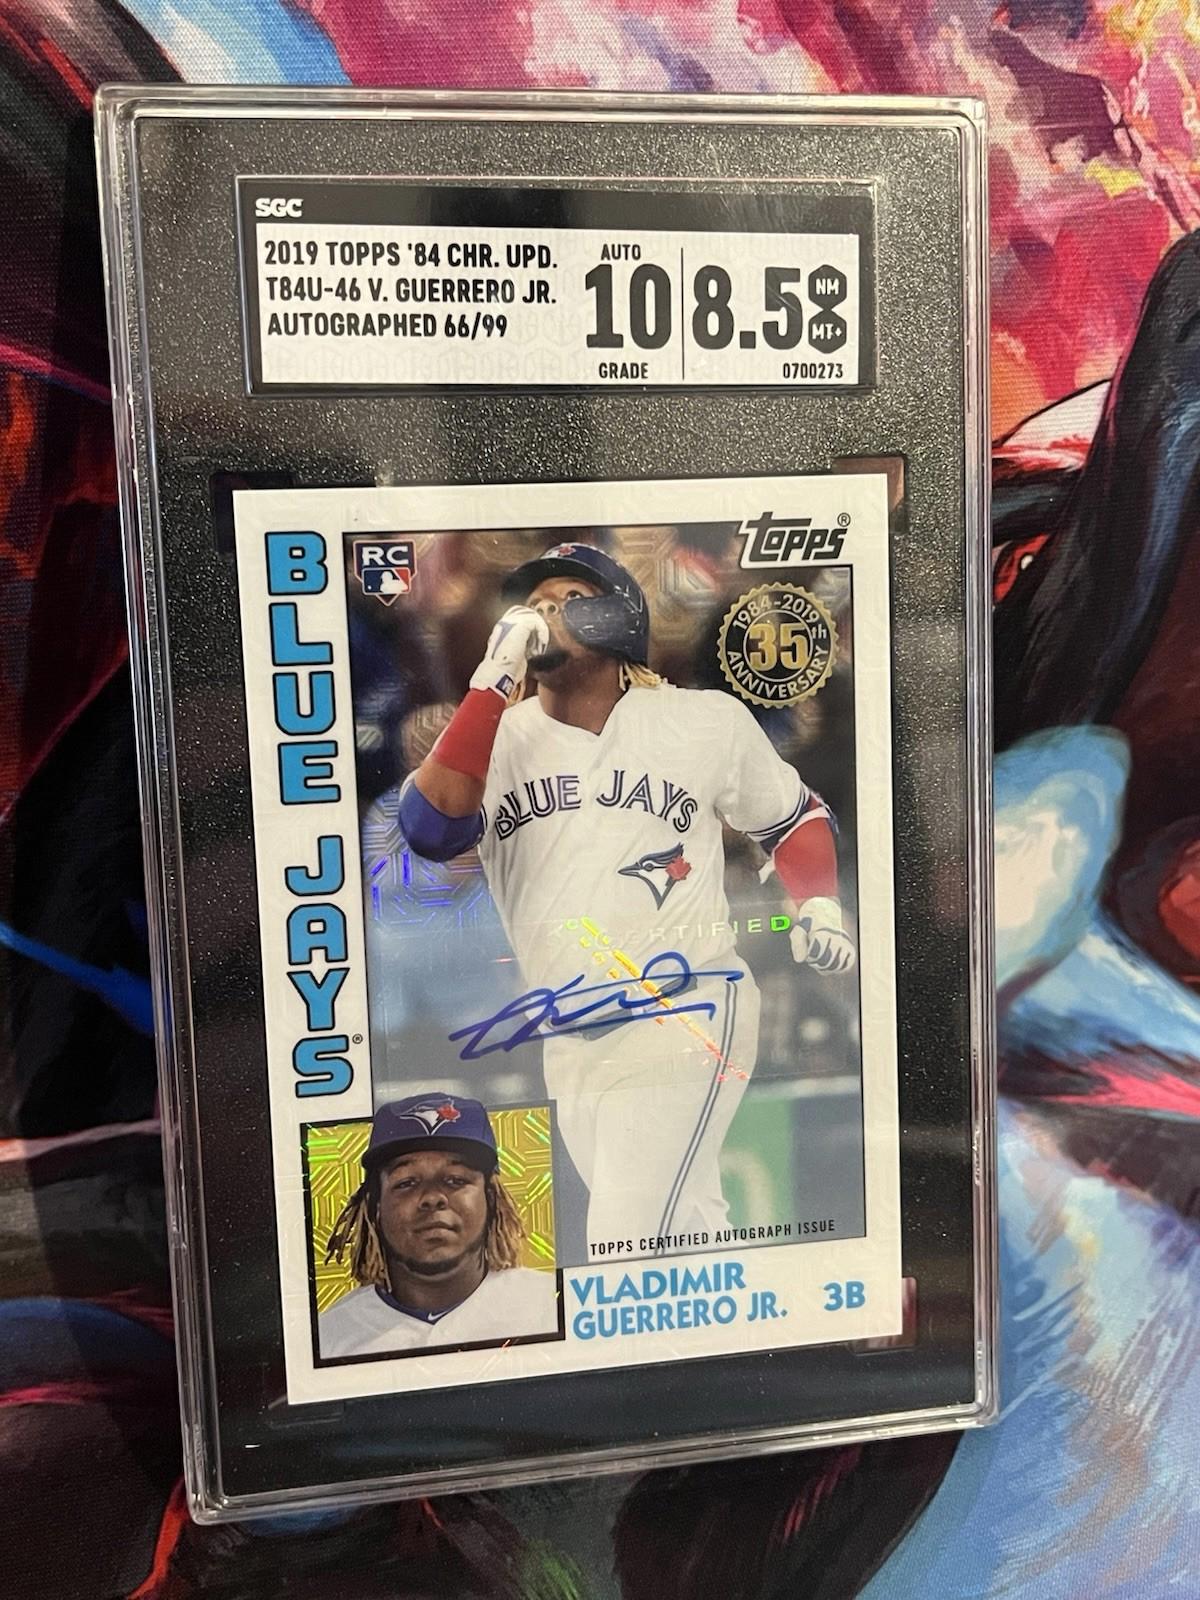 SGC
2019 TOPPS '84 CHR. UPD.
T84U-46 V. GUERRERO JR.
AUTOGRAPHED 66/99
AUTO
10
GRADE
8.5
NM
MT+
0700273
topps®
RC
1984-2019
35th
ANNIVERSARY
BLUE JAYS®
BLUE JAYS
CERTIFIED
TOPPS CERTIFIED AUTOGRAPH ISSUE
VLADIMIR
GUERRERO JR. 3B